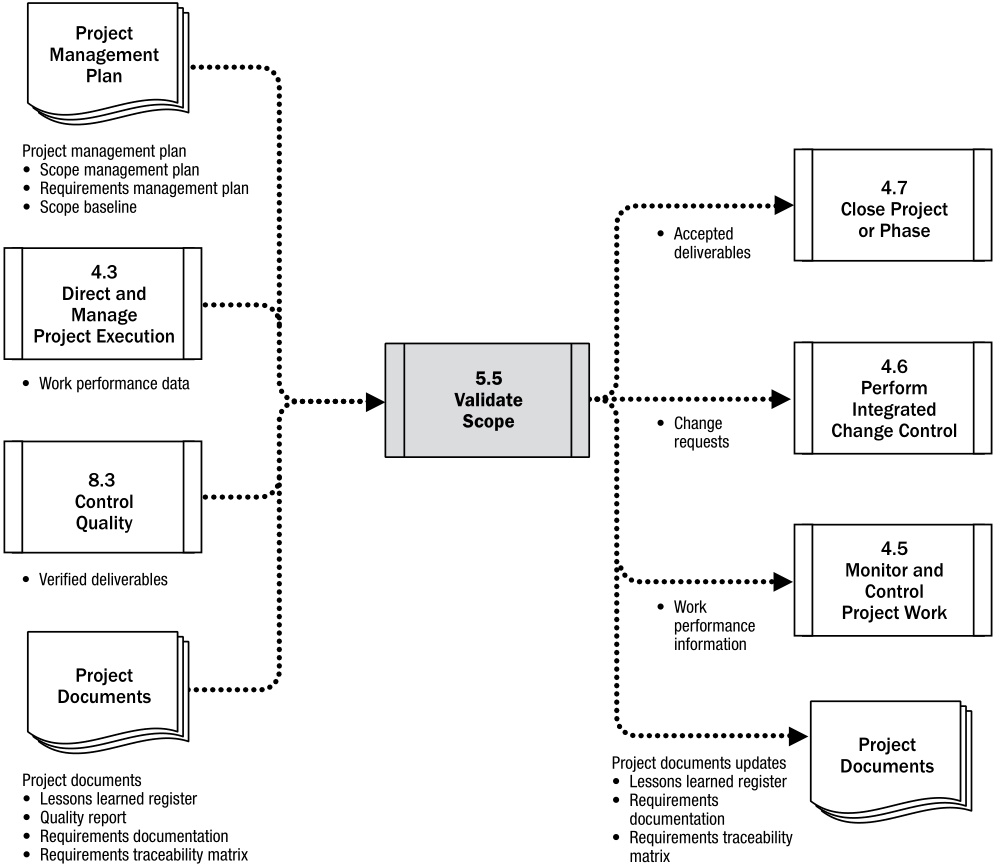 Project
Management
Plan
Project management plan
• Scope management plan
• Requirements management plan
• Scope baseline
4.3
Direct and
Manage
Project Execution
• Work performance data
8.3
Control
Quality
• Verified deliverables
Project
Documents
Project documents
• Lessons learned register
• Quality report
• Requirements documentation
• Requirements traceability matrix
5.5
Validate
Scope
4.7
Close Project
or Phase
• Accepted
deliverables
4.6
Perform
Integrated
Change Control
• Change
requests
4.5
Monitor and
Control
Project Work
• Work
performance
information
Project
Documents
Project documents updates
• Lessons learned register
• Requirements
documentation
• Requirements traceability
matrix